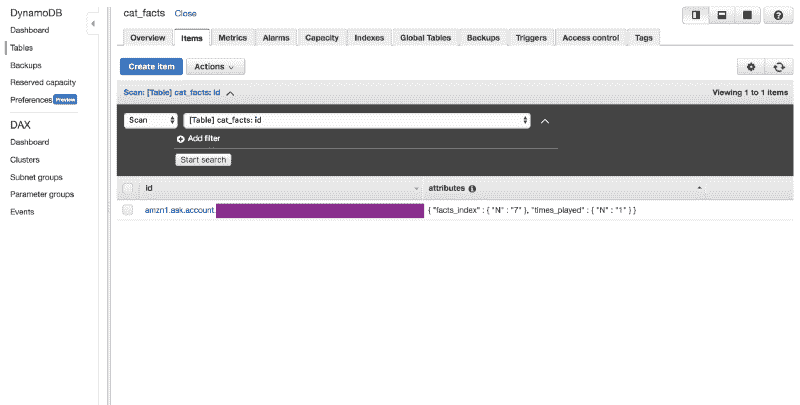 DynamoDB
Dashboard
Tables
Backups
Reserved capacity
Preferences Preview
DAX
Dashboard
Clusters
Subnet groups
Parameter groups
Events
cat_facts Close
Overview Items Metrics Alarms Capacity Indexes Global Tables Backups Triggers Access control Tags
Create item Actions
Scan: [Table] cat_facts: id Viewing 1 to 1 items
Scan [Table] cat_facts: id
Add filter
Start search
id attributes
amzn1.ask.account. { "facts_index" : { "N" : "7" }, "times_played" : { "N" : "1" } }